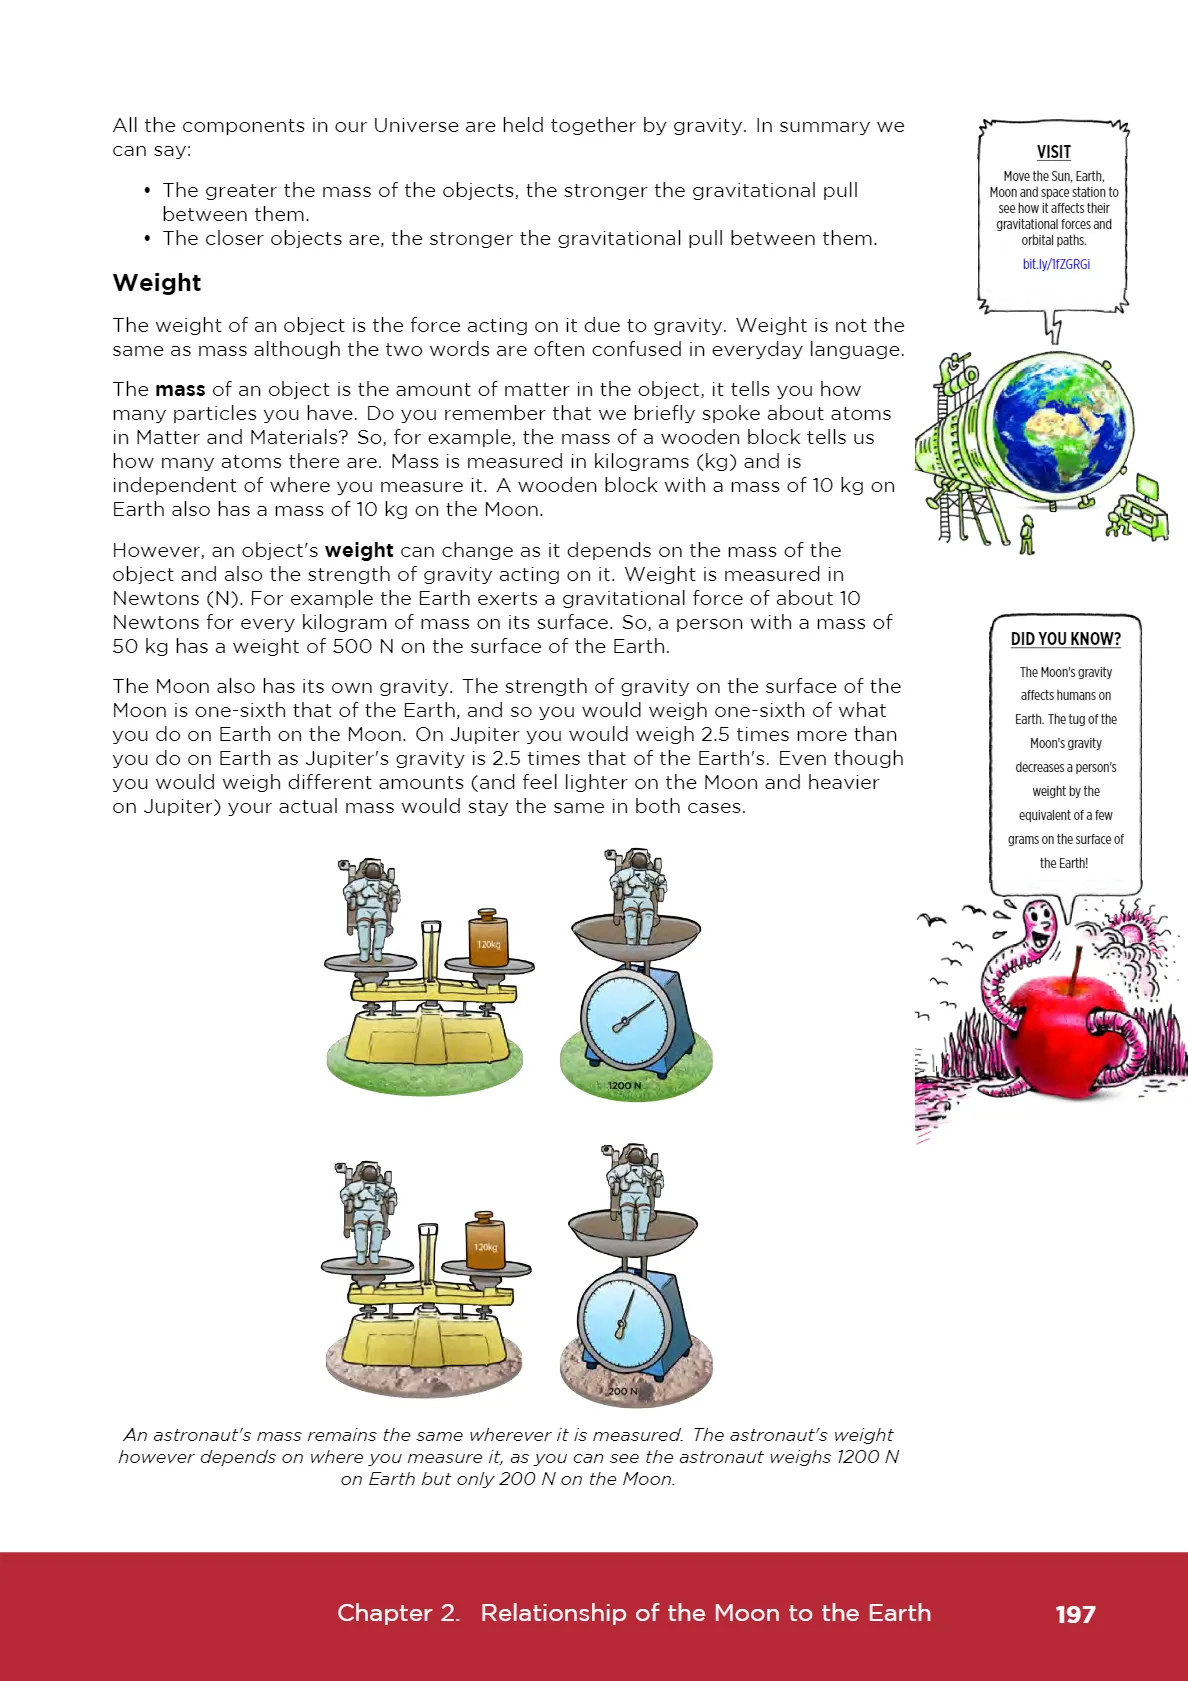 All the components in our Universe are held together by gravity. In summary we
can say:
• The greater the mass of the objects, the stronger the gravitational pull
between them.
• The closer objects are, the stronger the gravitational pull between them.
Weight
The weight of an object is the force acting on it due to gravity. Weight is not the
same as mass although the two words are often confused in everyday language.
The mass of an object is the amount of matter in the object, it tells you how
many particles you have. Do you remember that we briefly spoke about atoms
in Matter and Materials? So, for example, the mass of a wooden block tells us
how many atoms there are. Mass is measured in kilograms (kg) and is
independent of where you measure it. A wooden block with a mass of 10 kg on
Earth also has a mass of 10 kg on the Moon.
However, an object's weight can change as it depends on the mass of the
object and also the strength of gravity acting on it. Weight is measured in
Newtons (N). For example the Earth exerts a gravitational force of about 10
Newtons for every kilogram of mass on its surface. So, a person with a mass of
50 kg has a weight of 500 N on the surface of the Earth.
The Moon also has its own gravity. The strength of gravity on the surface of the
Moon is one-sixth that of the Earth, and so you would weigh one-sixth of what
you do on Earth on the Moon. On Jupiter you would weigh 2.5 times more than
you do on Earth as Jupiter's gravity is 2.5 times that of the Earth's. Even though
you would weigh different amounts (and feel lighter on the Moon and heavier
on Jupiter) your actual mass would stay the same in both cases.
120kg
1200 N
120kg
200 N
An astronaut's mass remains the same wherever it is measured. The astronaut's weight
however depends on where you measure it, as you can see the astronaut weighs 1200 N
on Earth but only 200 N on the Moon.
VISIT
Move the Sun, Earth,
Moon and space station to
see how it affects their
gravitational forces and
orbital paths.
bit.ly/1fZGRGi
DID YOU KNOW?
The Moon's gravity
affects humans on
Earth. The tug of the
Moon's gravity
decreases a person's
weight by the
equivalent of a few
grams on the surface of
the Earth!
Chapter 2. Relationship of the Moon to the Earth
197